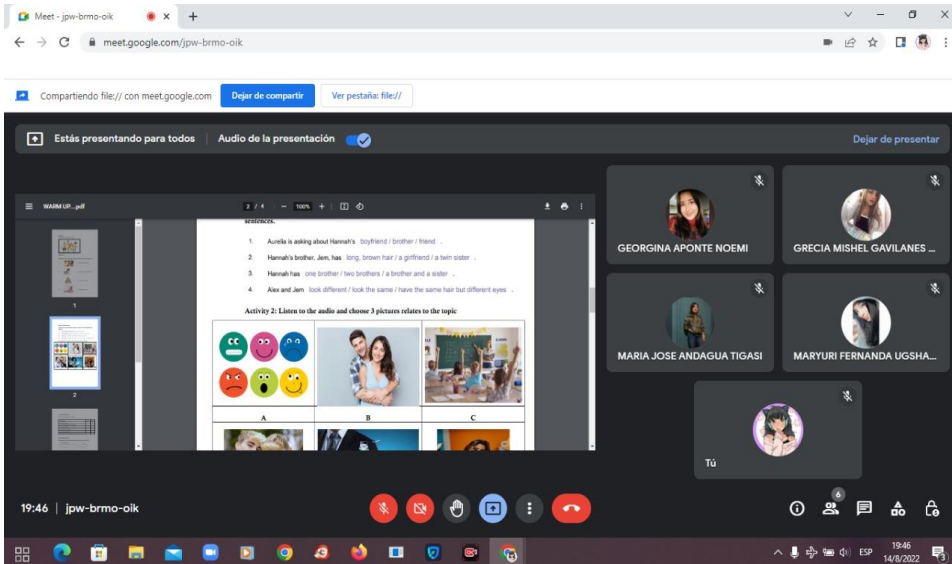 Meet - jpw-brmo-oik
meet.google.com/jpw-brmo-oik
Compartiendo file:// con meet.google.com
Dejar de compartir
Ver pestaña: file://
Estás presentando para todos
Audio de la presentación
Dejar de presentar
WARM UP...pdf
2 / 4
100%
sentences.
1. Aurelia is asking about Hannah's boyfriend / brother / friend .
2. Hannah's brother, Jem, has long, brown hair / a girlfriend / a twin sister .
3. Hannah has one brother / two brothers / a brother and a sister .
4. Alex and Jem look different / look the same / have the same hair but different eyes .
Activity 2: Listen to the audio and choose 3 pictures relates to the topic
A B C
1
2
GEORGINA APONTE NOEMI
GRECIA MISHEL GAVILANES ...
MARIA JOSE ANDAGUA TIGASI
MARYURI FERNANDA UGSHA...
Tú
19:46 | jpw-brmo-oik
6
ESP
19:46
14/8/2022
3